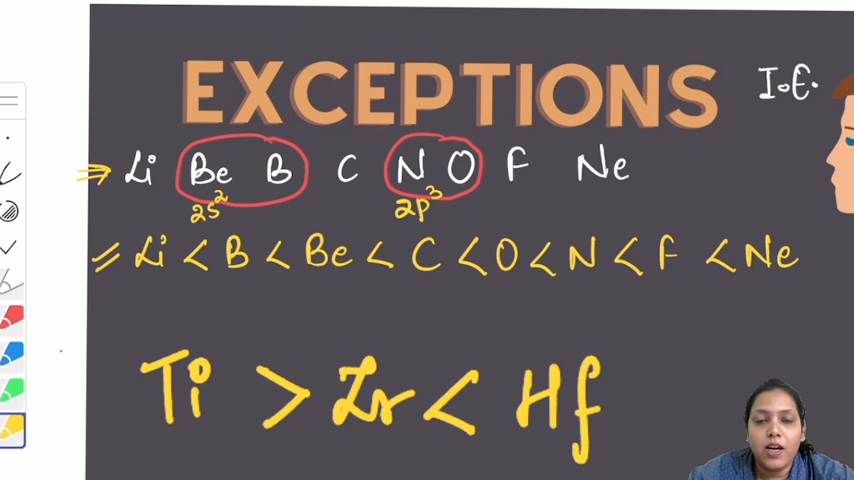 EXCEPTIONS
I.E.
⇒ Li Be B C N O F Ne
2s² 2p³
= Li < B < Be < C < O < N < F < Ne
Ti > Zr < Hf